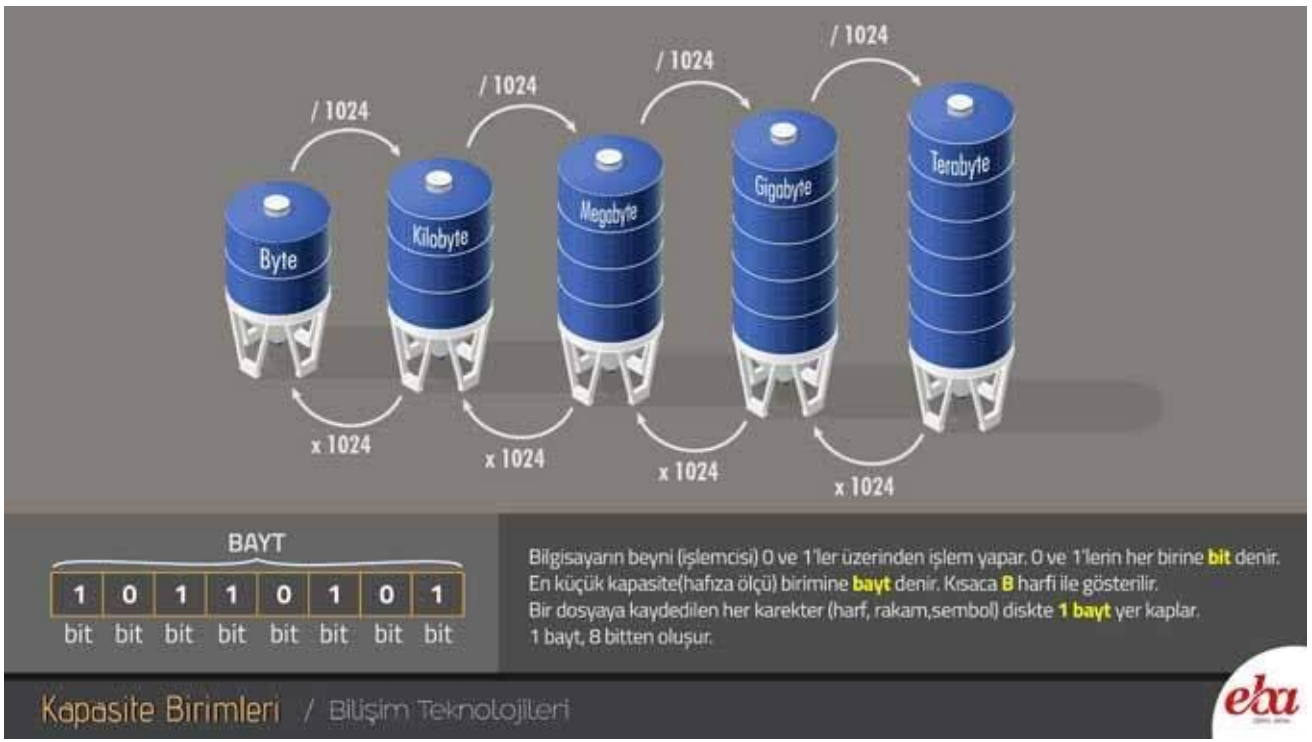 / 1024
/ 1024
/ 1024
/ 1024
Byte
Kilobyte
Megabyte
Gigabyte
Terabyte
x 1024
x 1024
x 1024
x 1024
BAYT
1 0 1 1 0 1 0 1
bit bit bit bit bit bit bit bit
Bilgisayarın beyni (işlemcisi) 0 ve 1'ler üzerinden işlem yapar. 0 ve 1'lerin her birine bit denir.
En küçük kapasite(hafıza ölçü) birimine bayt denir. Kısaca B harfi ile gösterilir.
Bir dosyaya kaydedilen her karekter (harf, rakam,sembol) diskte 1 bayt yer kaplar.
1 bayt, 8 bitten oluşur.
Kapasite Birimleri / Bilişim Teknolojileri
eba